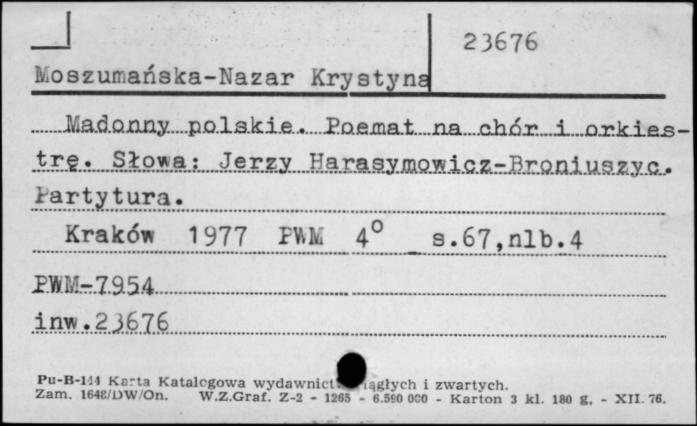 23676
Moszumańska-Nazar Krystyna
Madonny polskie. Poemat na chór i orkies-
trę. Słowa: Jerzy Harasymowicz-Broniuszyc.
Partytura.
Kraków 1977 PWM 4° s.67,nlb.4
PWM-7954
inw.23676
Pu-B-144 Karta Katalogowa wydawnict iągłych i zwartych.
Zam. 1648/DW/On. W.Z.Graf. Z-2 - 1265 - 6.590 000 - Karton 3 kl. 180 g, - XII. 76.